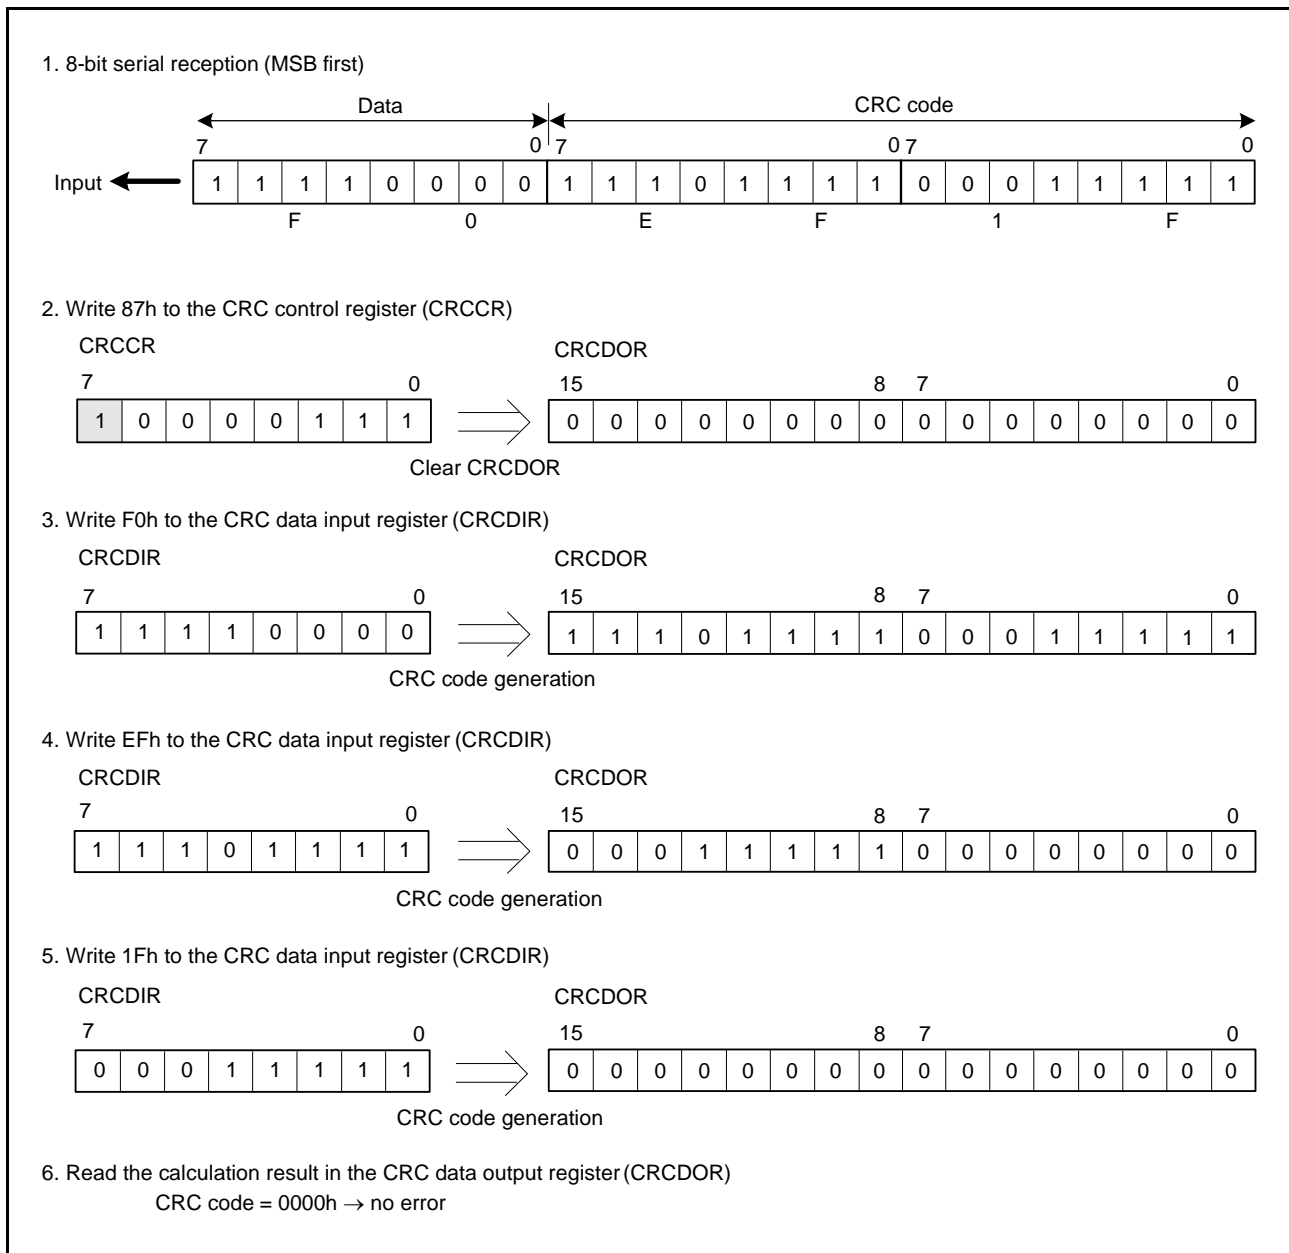 1. 8-bit serial reception (MSB first)
Data CRC code
7 0 7 0 7 0
Input 1 1 1 1 0 0 0 0 1 1 1 0 1 1 1 1 0 0 0 1 1 1 1 1
F 0 E F 1 F
2. Write 87h to the CRC control register (CRCCR)
CRCCR CRCDOR
7 0 15 8 7 0
1 0 0 0 0 1 1 1 0 0 0 0 0 0 0 0 0 0 0 0 0 0 0 0
Clear CRCDOR
3. Write F0h to the CRC data input register (CRCDIR)
CRCDIR CRCDOR
7 0 15 8 7 0
1 1 1 1 0 0 0 0 1 1 1 0 1 1 1 1 0 0 0 1 1 1 1 1
CRC code generation
4. Write EFh to the CRC data input register (CRCDIR)
CRCDIR CRCDOR
7 0 15 8 7 0
1 1 1 0 1 1 1 1 0 0 0 1 1 1 1 1 0 0 0 0 0 0 0 0
CRC code generation
5. Write 1Fh to the CRC data input register (CRCDIR)
CRCDIR CRCDOR
7 0 15 8 7 0
0 0 0 1 1 1 1 1 0 0 0 0 0 0 0 0 0 0 0 0 0 0 0 0
CRC code generation
6. Read the calculation result in the CRC data output register (CRCDOR)
CRC code = 0000h → no error